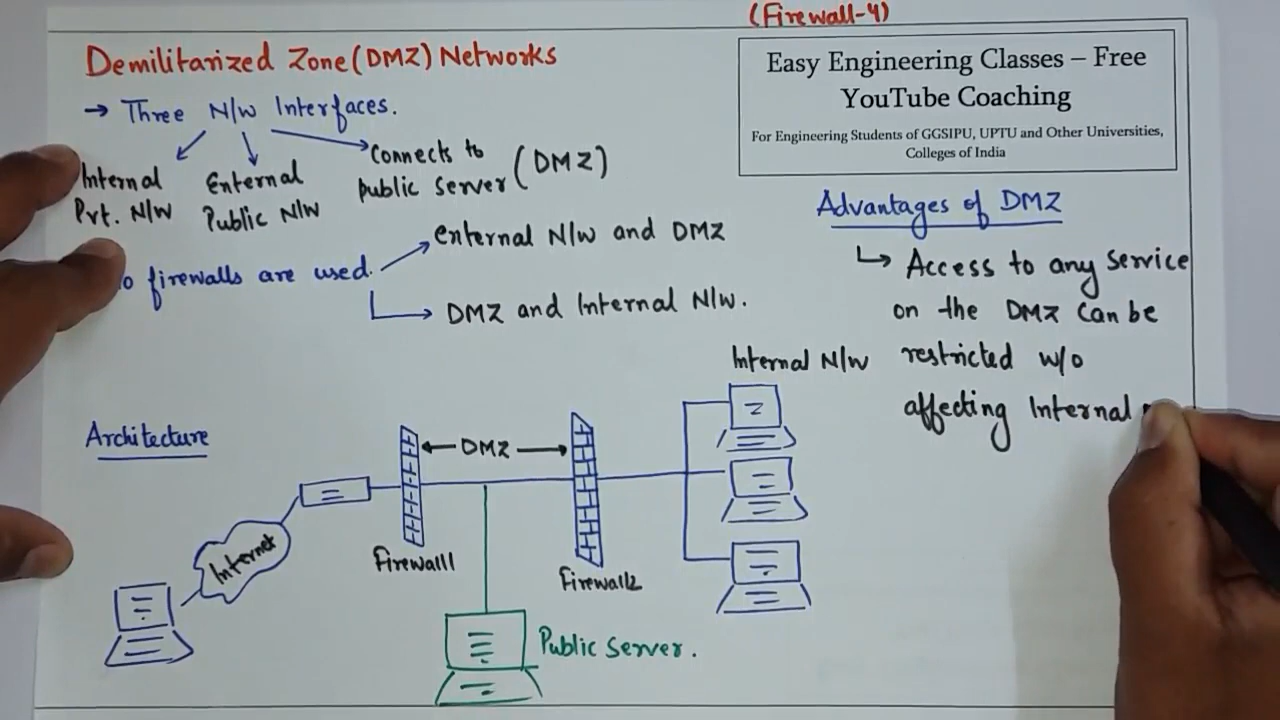 (Firewall-4)
Demilitarized Zone (DMZ) Networks
→ Three N/w Interfaces.
Internal
Pvt. N/w
External
Public N/w
Connects to
public server (DMZ)
firewalls are used.
external N/w and DMZ
DMZ and Internal N/w.
Easy Engineering Classes – Free
YouTube Coaching
For Engineering Students of GGSIPU, UPTU and Other Universities,
Colleges of India
Advantages of DMZ
Access to any service
on the DMZ can be
restricted w/o
affecting Internal
Architecture
Internet
Firewall1
← DMZ →
Firewall2
Internal N/w
Public server.